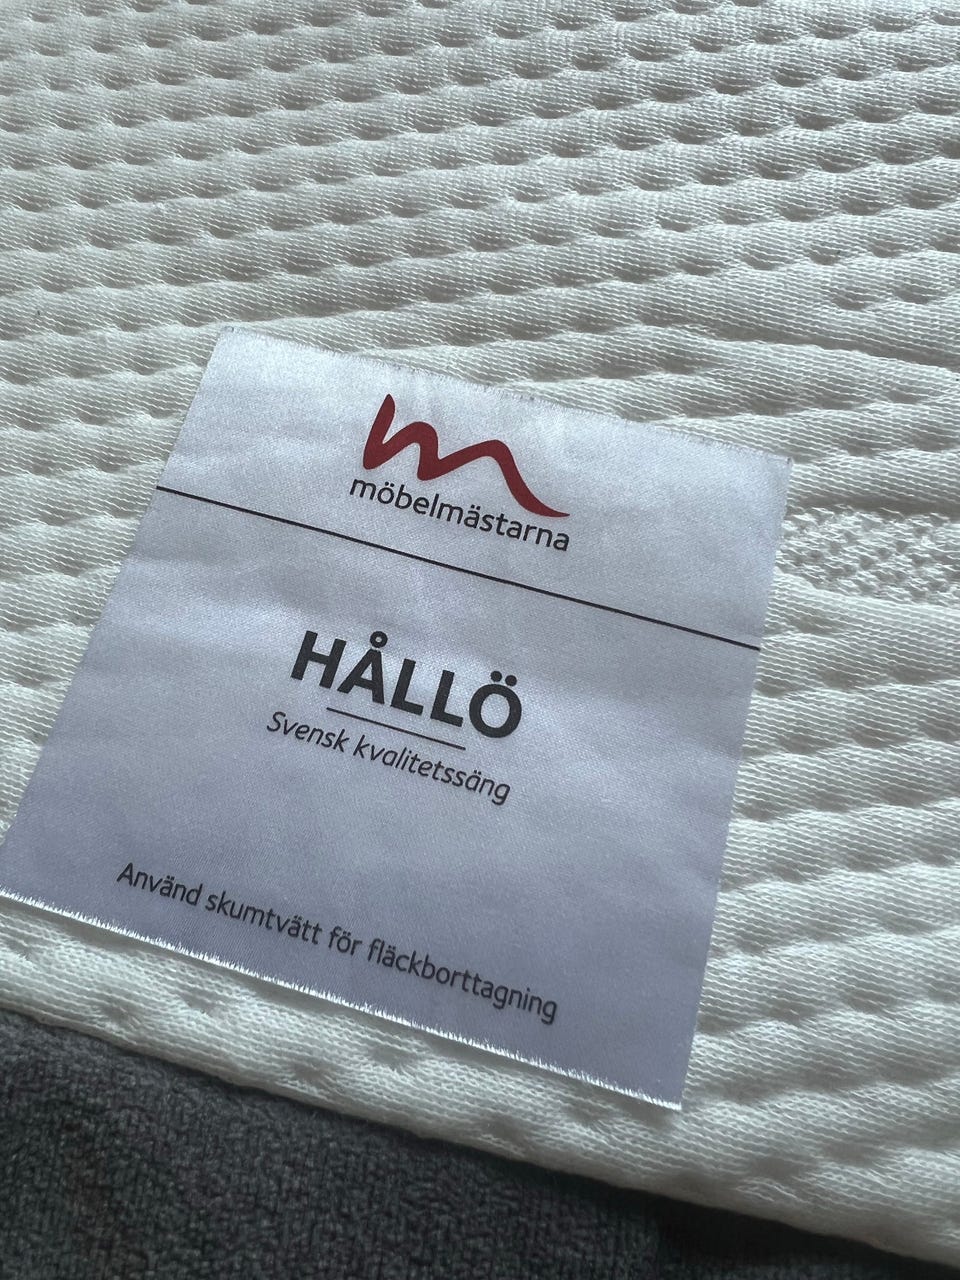 möbelmästarna
HÅLLÖ
Svensk kvalitetssäng
Använd skumtvätt för fläckborttagning